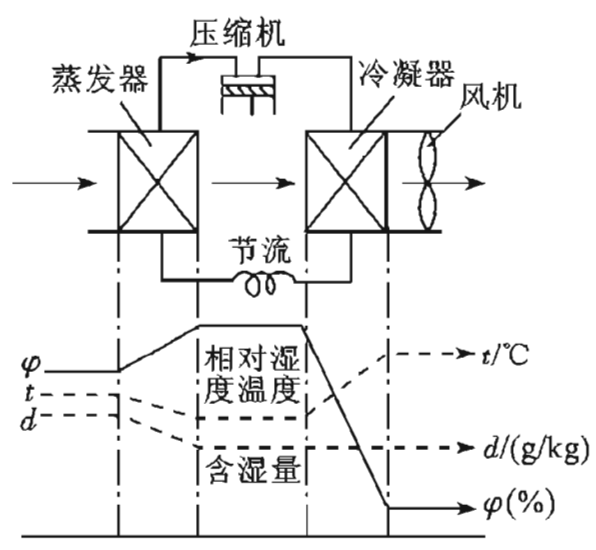 压缩机
蒸发器
冷凝器
风机
节流
φ
t
d
相对湿
度温度
含湿量
t/℃
d/(g/kg)
φ(%)